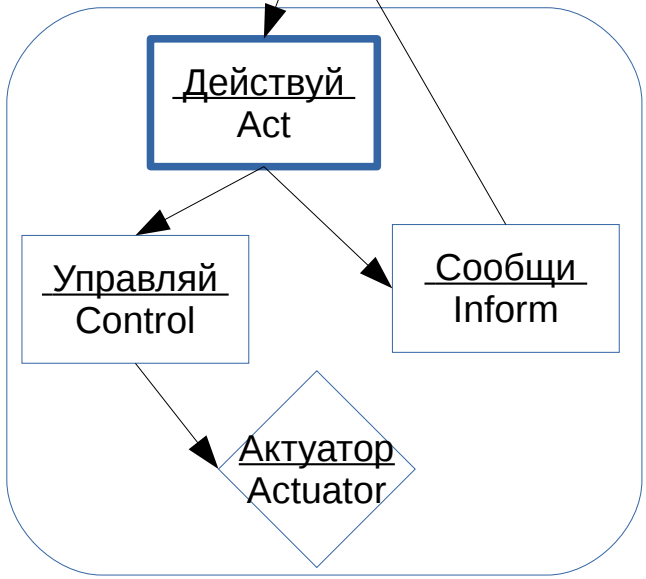 Действуй
Act
Управляй
Control
Сообщи
Inform
Актуатор
Actuator